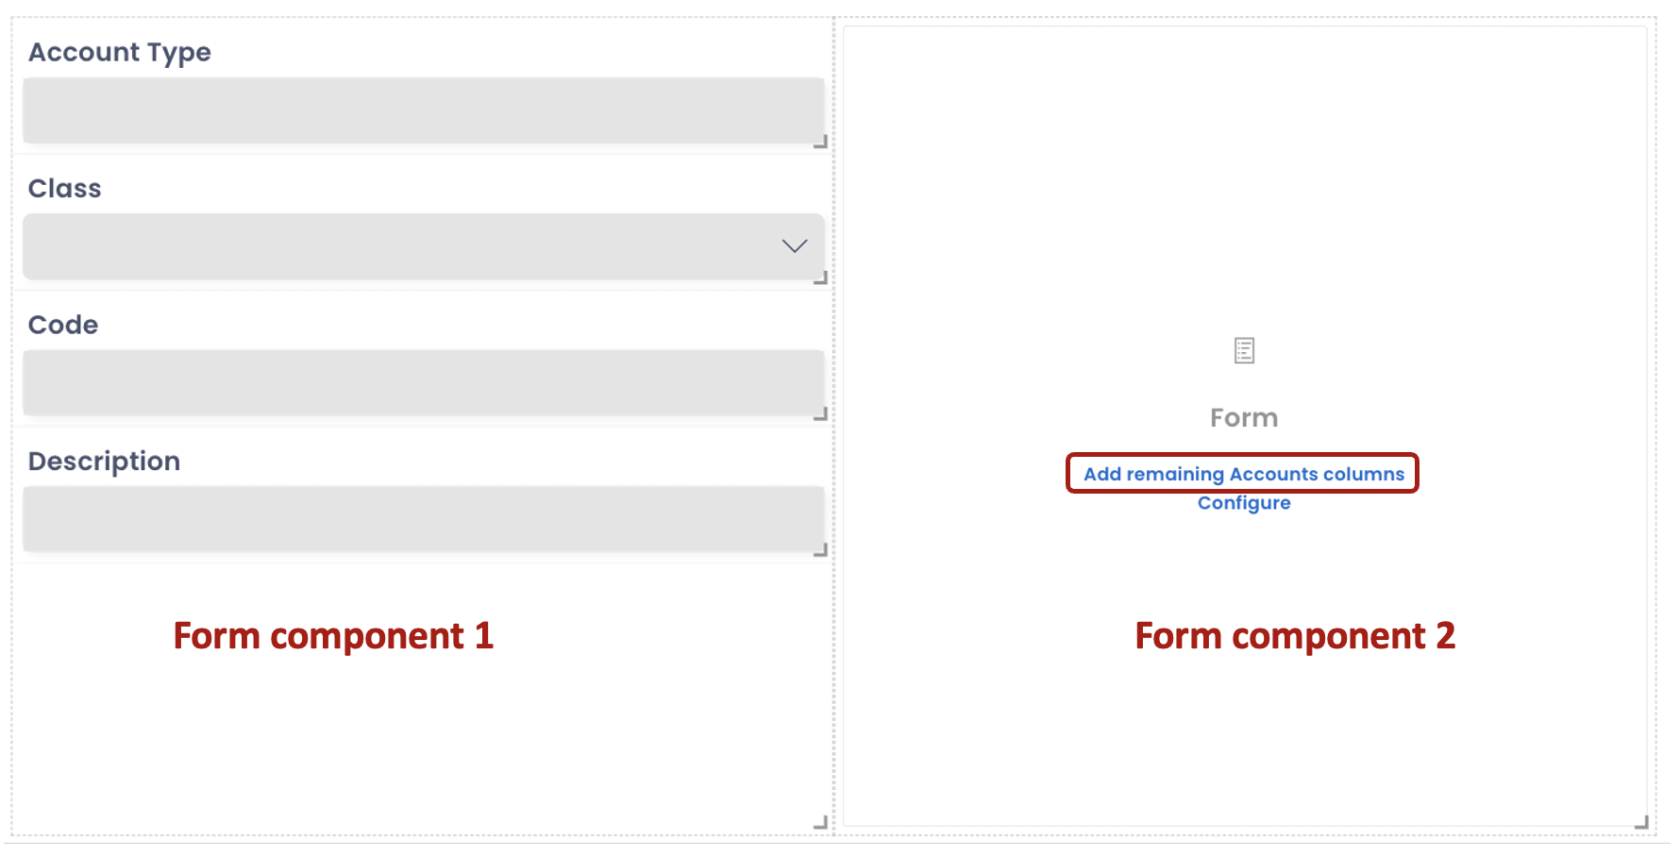 Account Type
Class
Code
Description
Form component 1
Form
Add remaining Accounts columns
Configure
Form component 2